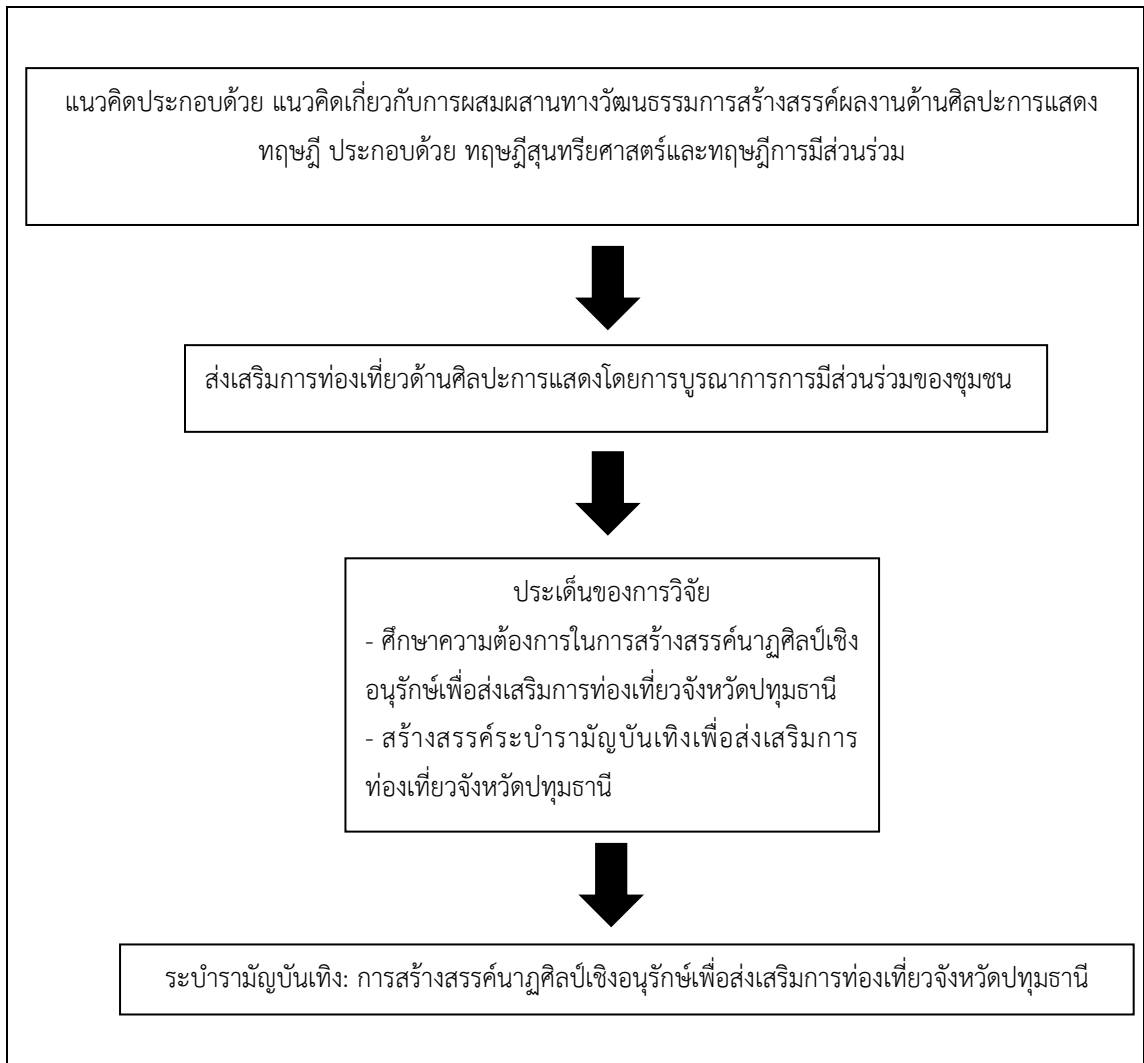 แนวคิดประกอบด้วย แนวคิดเกี่ยวกับการผสมผสานทางวัฒนธรรมการสร้างสรรค์ผลงานด้านศิลปะการแสดง
ทฤษฎี ประกอบด้วย ทฤษฎีสุนทรียศาสตร์และทฤษฎีการมีส่วนร่วม
ส่งเสริมการท่องเที่ยวด้านศิลปะการแสดงโดยการบูรณาการการมีส่วนร่วมของชุมชน
ประเด็นของการวิจัย
- ศึกษาความต้องการในการสร้างสรรค์นาฏศิลป์เชิง
อนุรักษ์เพื่อส่งเสริมการท่องเที่ยวจังหวัดปทุมธานี
- สร้างสรรค์ระบำรามัญบันเทิงเพื่อส่งเสริมการ
ท่องเที่ยวจังหวัดปทุมธานี
ระบำรามัญบันเทิง: การสร้างสรรค์นาฏศิลป์เชิงอนุรักษ์เพื่อส่งเสริมการท่องเที่ยวจังหวัดปทุมธานี